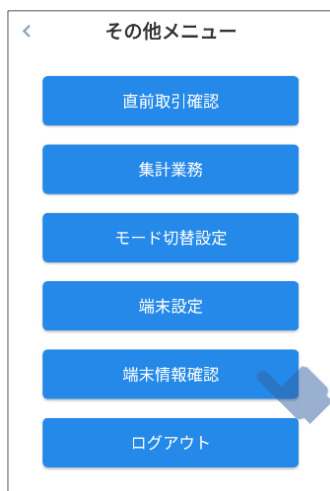 その他メニュー
直前取引確認
集計業務
モード切替設定
端末設定
端末情報確認
ログアウト